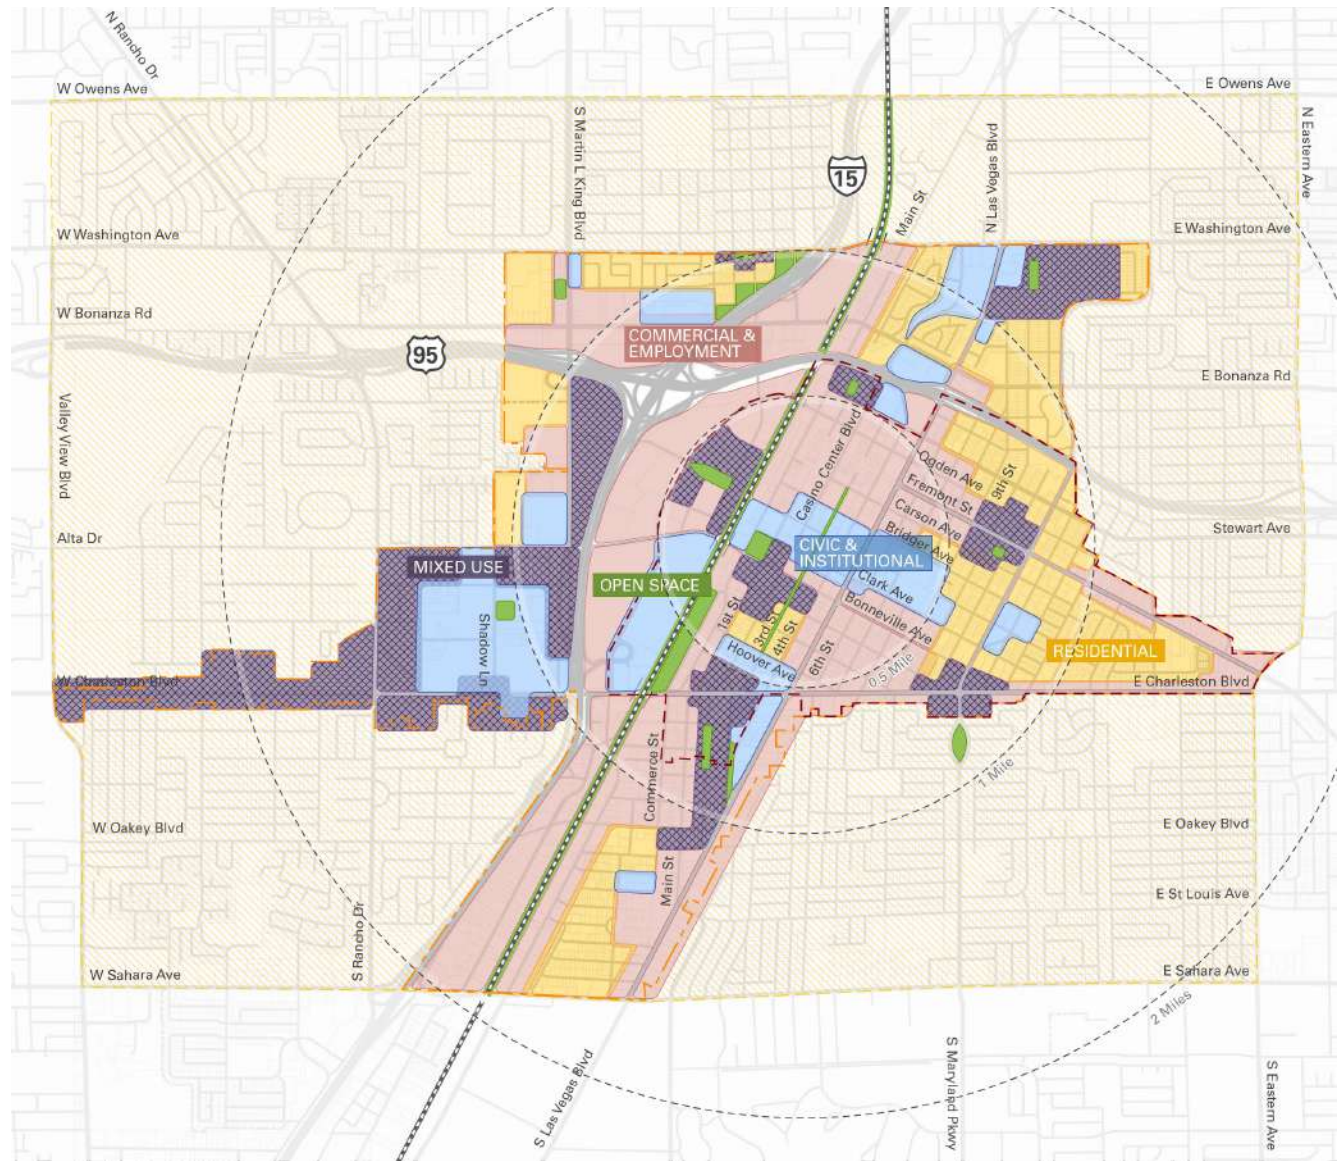 N Rancho Dr
W Owens Ave
E Owens Ave
S Martin L King Blvd
N Las Vegas Blvd
N Eastern Ave
15
Main St
W Washington Ave
E Washington Ave
W Bonanza Rd
COMMERCIAL &
EMPLOYMENT
95
E Bonanza Rd
Valley View Blvd
Casino Center Blvd
Ogden Ave
9th St
Fremont St
Carson Ave
Bridger Ave
Stewart Ave
Alta Dr
CIVIC &
INSTITUTIONAL
MIXED USE
OPEN SPACE
Clark Ave
Bonneville Ave
1st St
3rd St
4th St
6th St
Shadow Ln
Hoover Ave
RESIDENTIAL
0.5 Mile
W Charleston Blvd
E Charleston Blvd
Commerce St
1 Mile
W Oakey Blvd
E Oakey Blvd
Main St
E St Louis Ave
S Rancho Dr
W Sahara Ave
E Sahara Ave
2 Miles
S Las Vegas Blvd
S Maryland Pkwy
S Eastern Ave